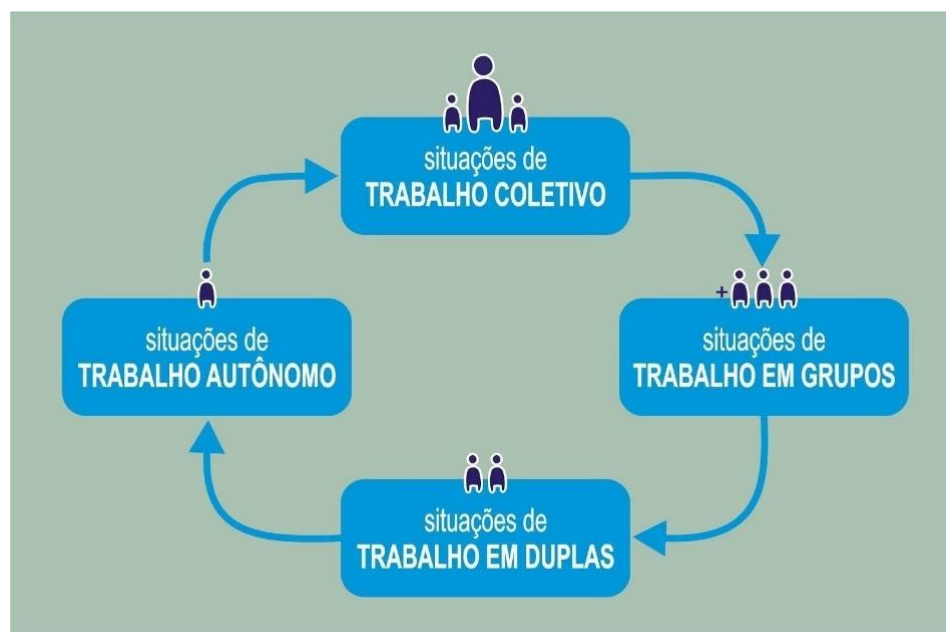 situações de
TRABALHO COLETIVO
situações de
TRABALHO AUTÔNOMO
+
situações de
TRABALHO EM GRUPOS
situações de
TRABALHO EM DUPLAS